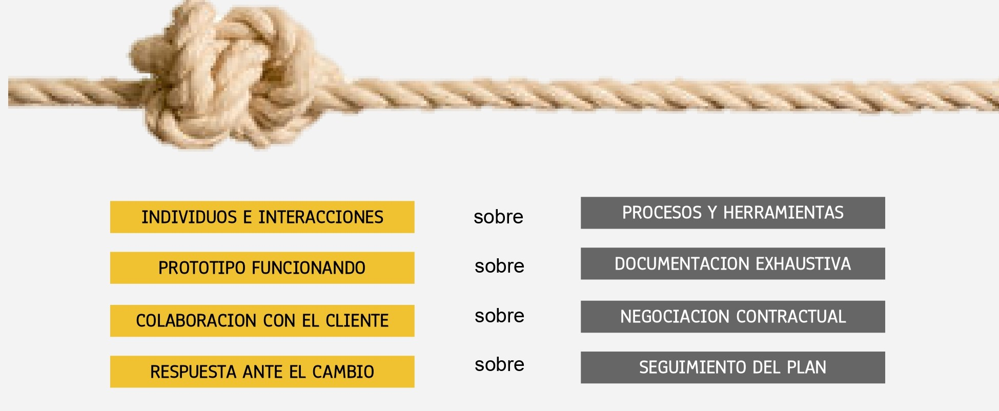 INDIVIDUOS E INTERACCIONES sobre PROCESOS Y HERRAMIENTAS
PROTOTIPO FUNCIONANDO sobre DOCUMENTACION EXHAUSTIVA
COLABORACION CON EL CLIENTE sobre NEGOCIACION CONTRACTUAL
RESPUESTA ANTE EL CAMBIO sobre SEGUIMIENTO DEL PLAN